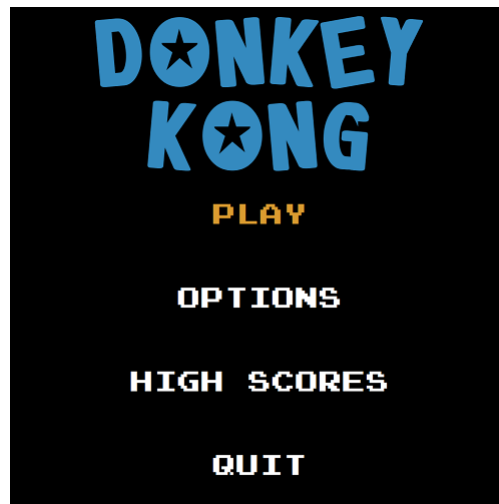 DONKEY
KONG
PLAY
OPTIONS
HIGH SCORES
QUIT